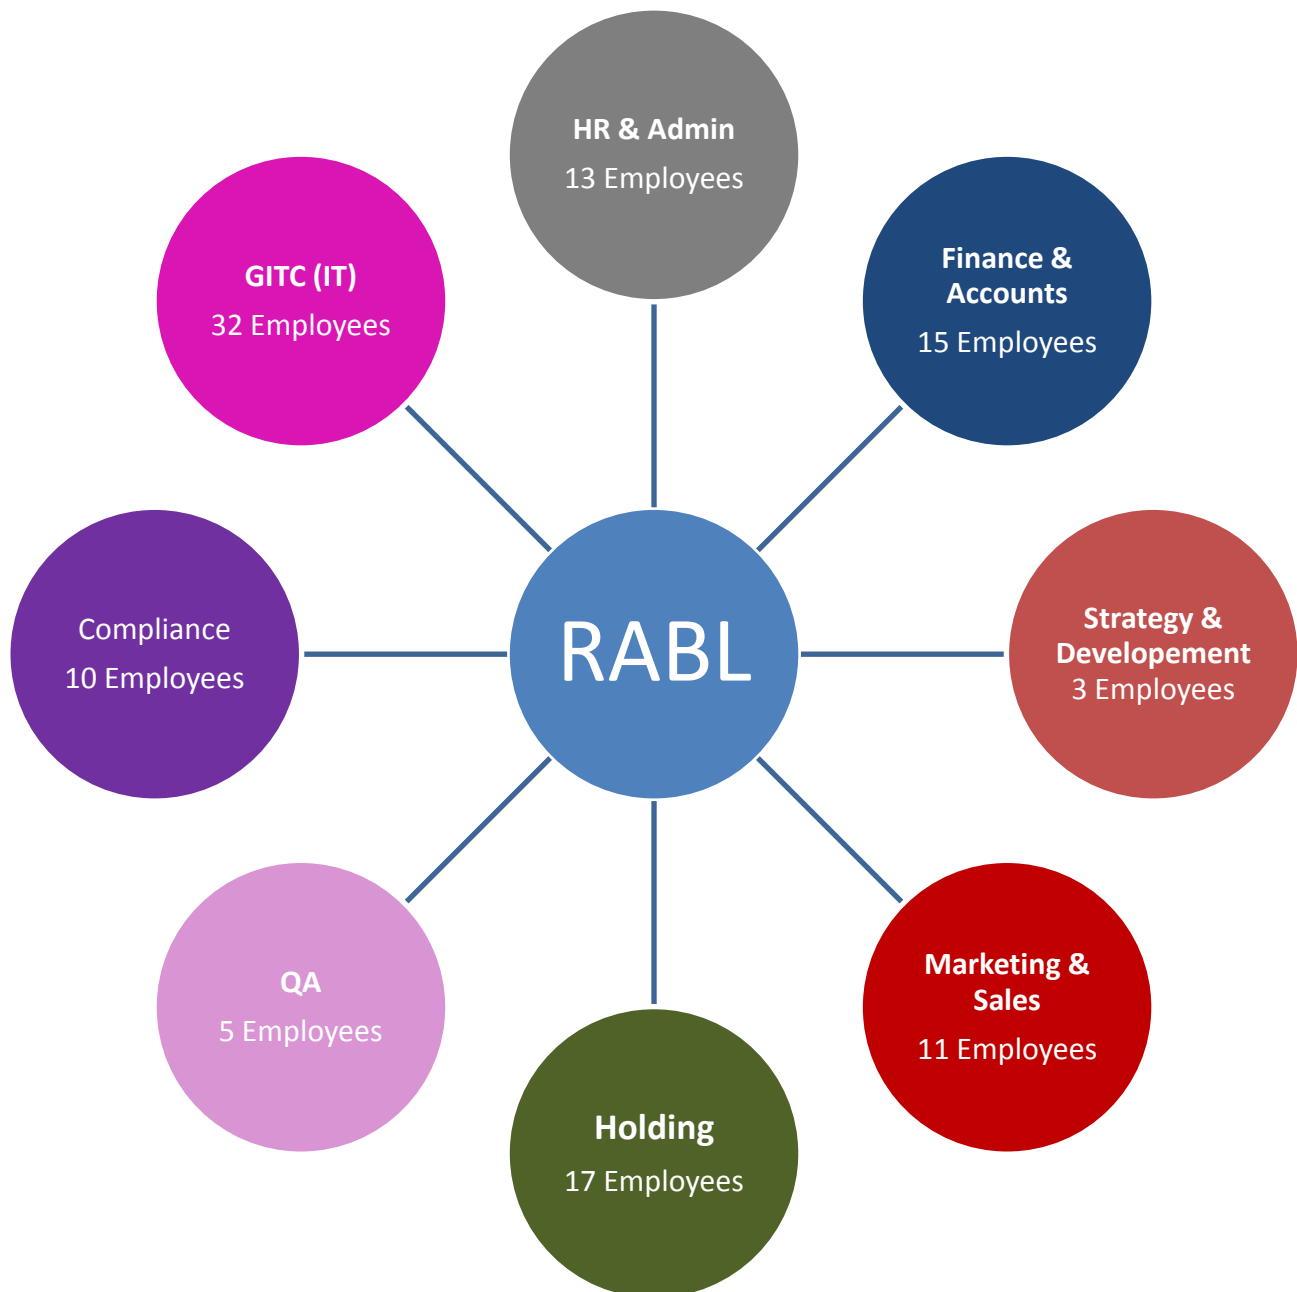 HR & Admin
13 Employees
Finance &
Accounts
15 Employees
Strategy &
Developement
3 Employees
Marketing &
Sales
11 Employees
Holding
17 Employees
QA
5 Employees
Compliance
10 Employees
GITC (IT)
32 Employees
RABL